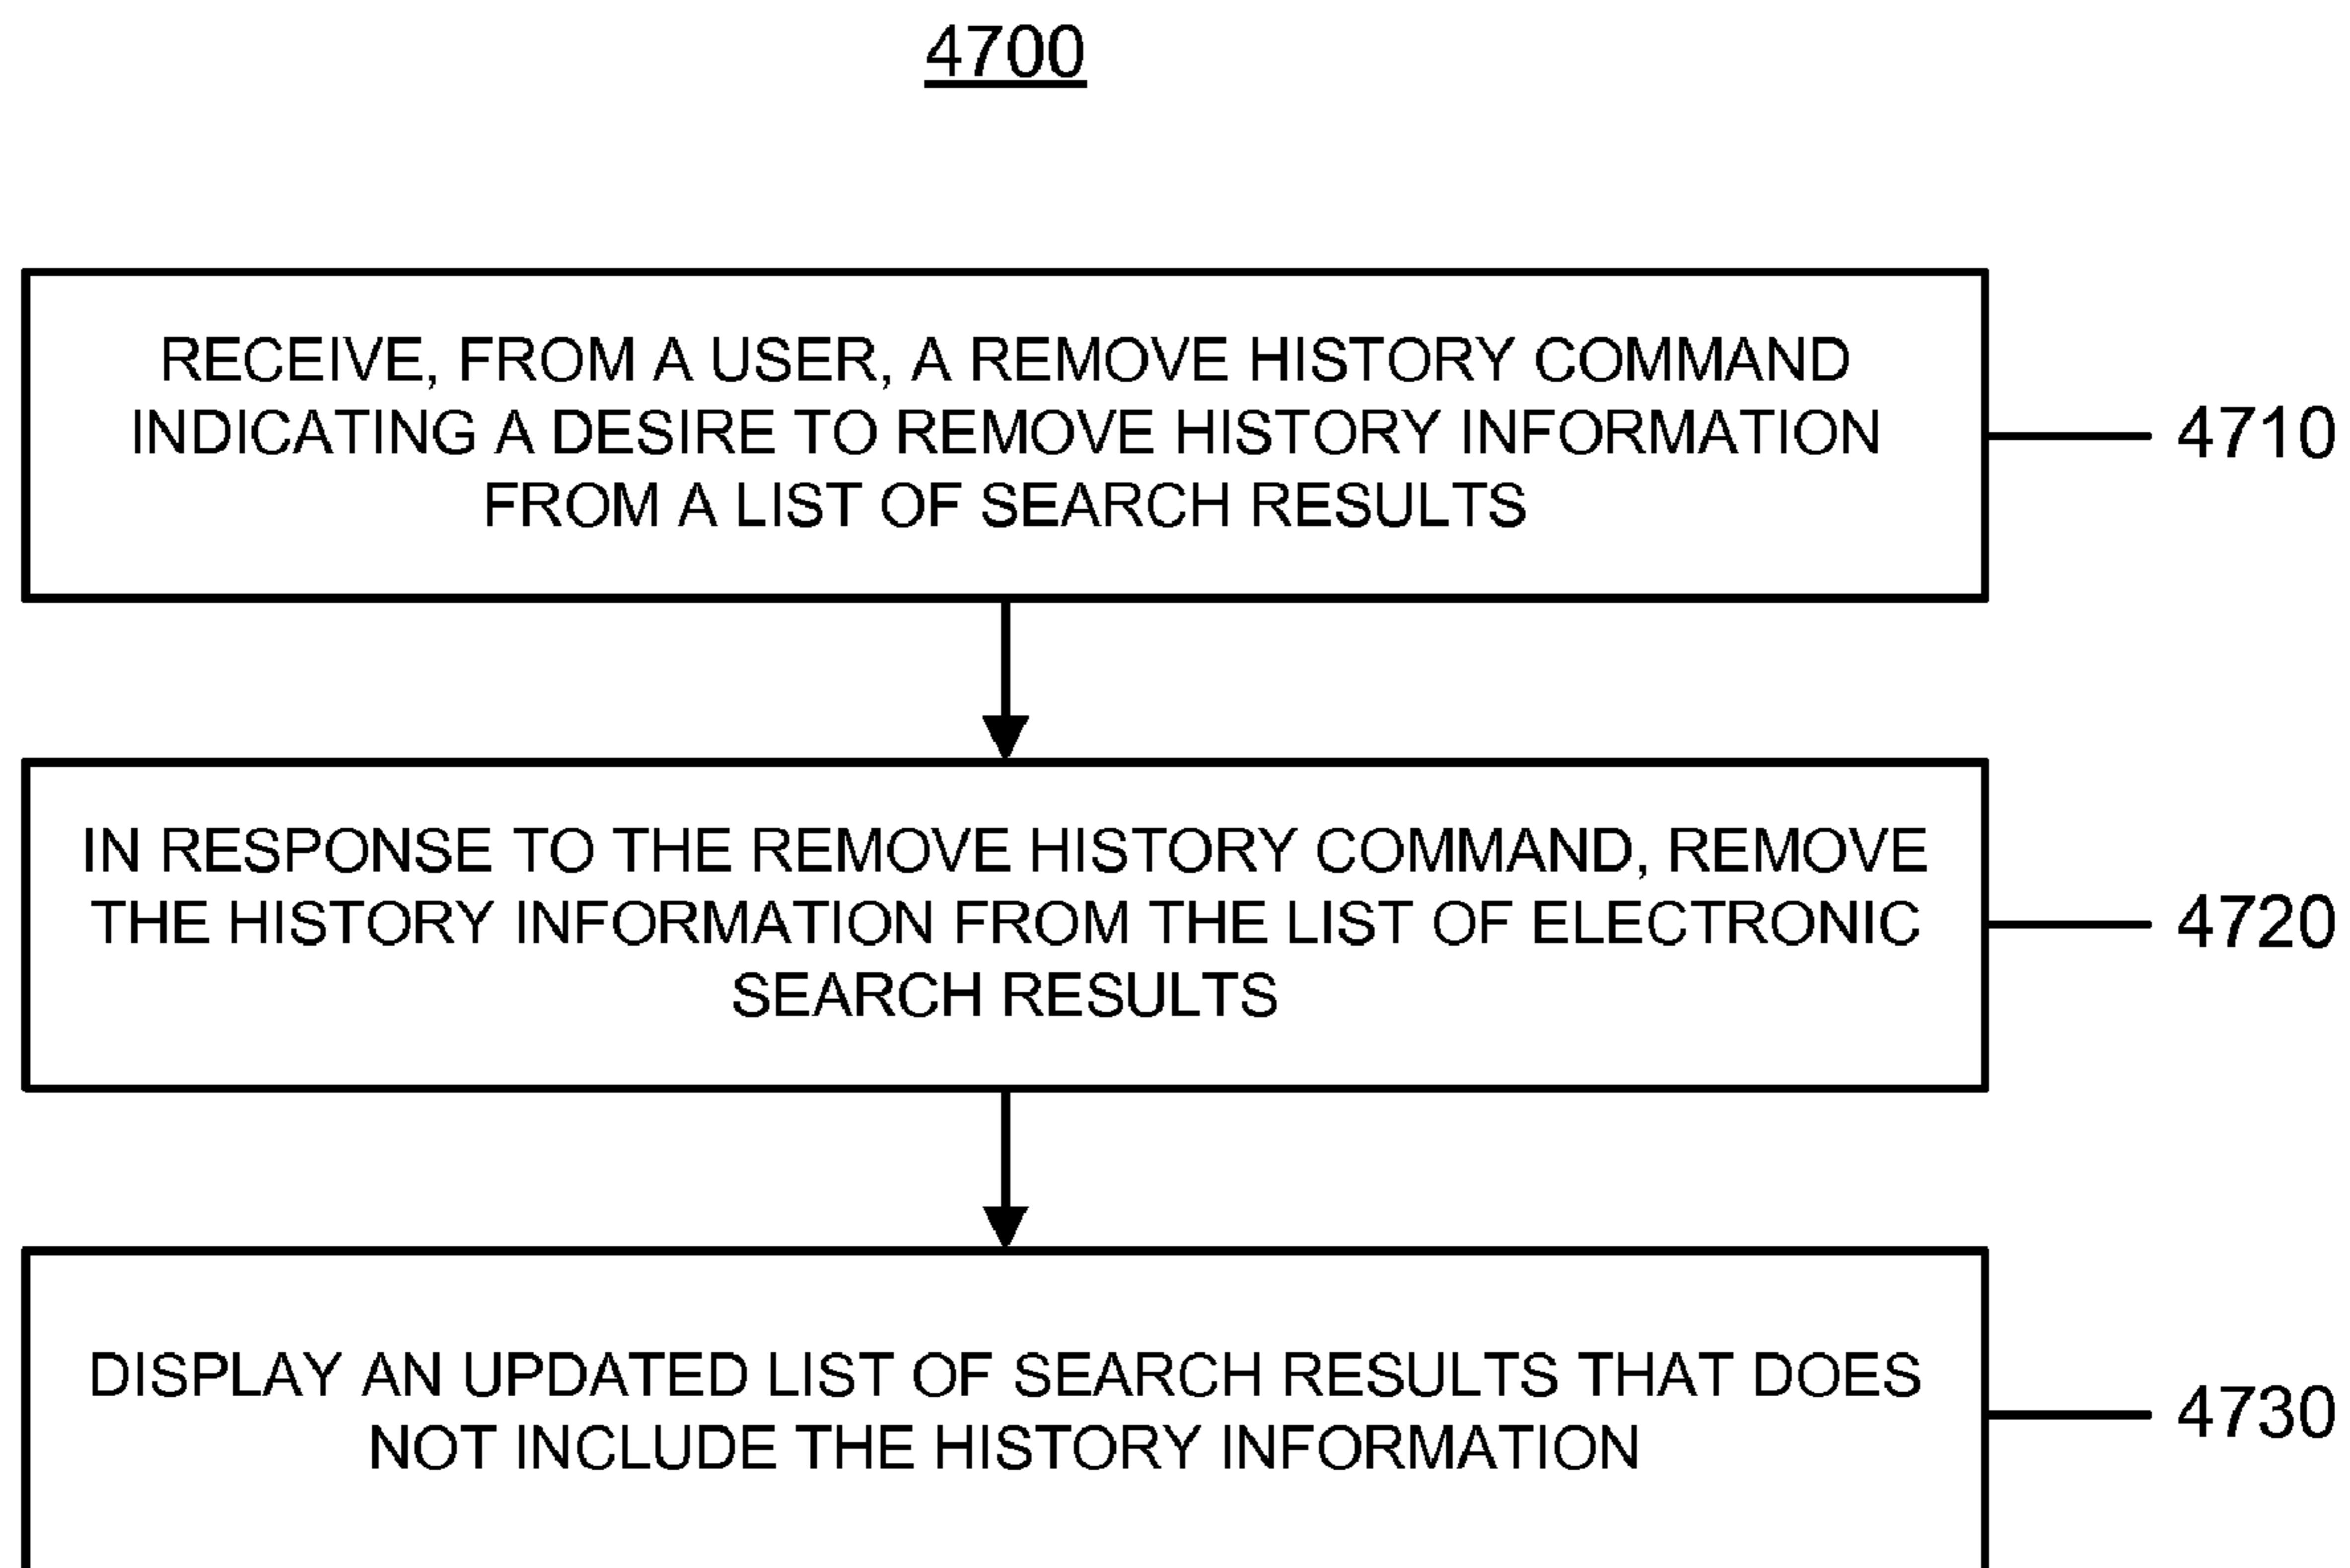 4700
RECEIVE, FROM A USER, A REMOVE HISTORY COMMAND
INDICATING A DESIRE TO REMOVE HISTORY INFORMATION
FROM A LIST OF SEARCH RESULTS
4710
IN RESPONSE TO THE REMOVE HISTORY COMMAND, REMOVE
THE HISTORY INFORMATION FROM THE LIST OF ELECTRONIC
SEARCH RESULTS
4720
DISPLAY AN UPDATED LIST OF SEARCH RESULTS THAT DOES
NOT INCLUDE THE HISTORY INFORMATION
4730